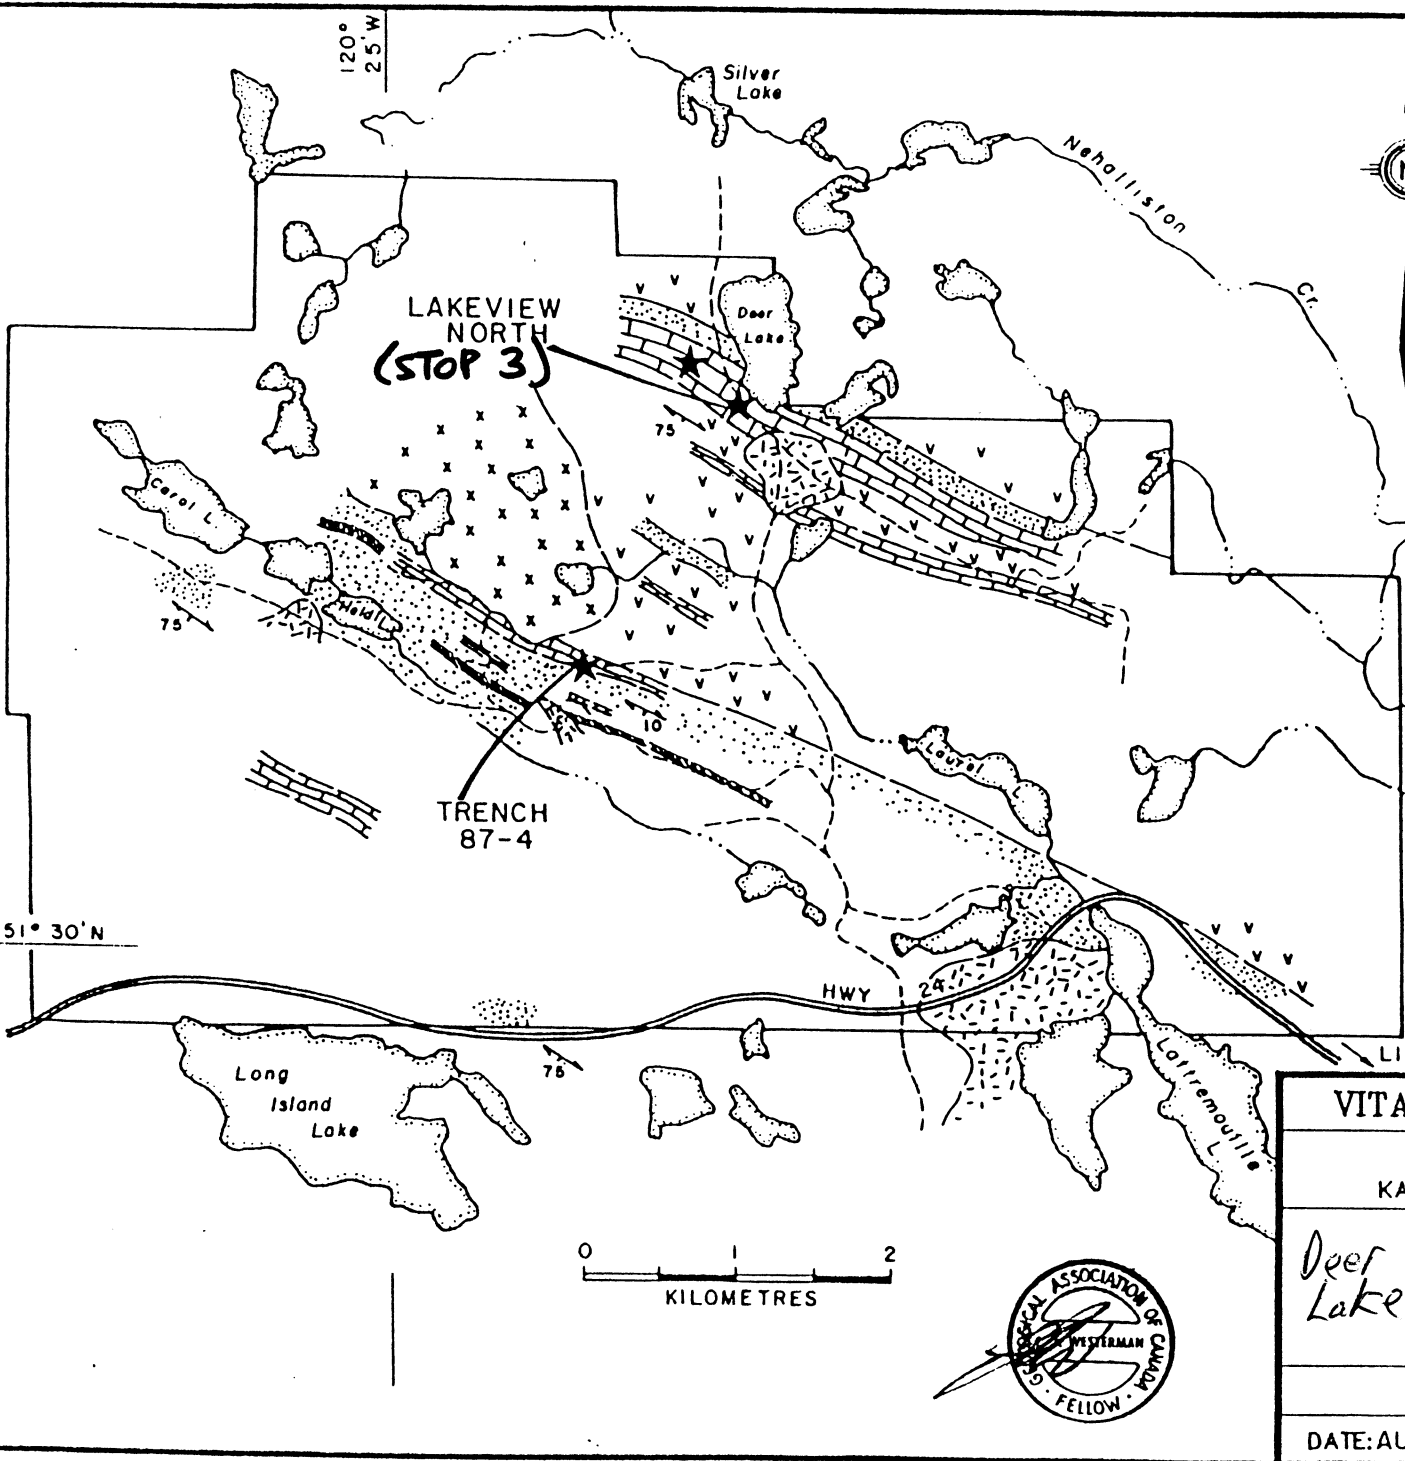 120°
25'W
Silver
Lake
Nehalliston
Cr.
N
LAKEVIEW
NORTH
(STOP 3)
Deer
Lake
75
Carol L.
Heidi L.
75
10
TRENCH
87-4
Laurel
51° 30'N
HWY 24
75
Long
Island
Lake
Lattremouille
L
LI
0 1 2
KILOMETRES
GEOLOGICAL ASSOCIATION OF CANADA
WESTERMAN
FELLOW
VITA
KA
Deer
Lake
DATE: AU